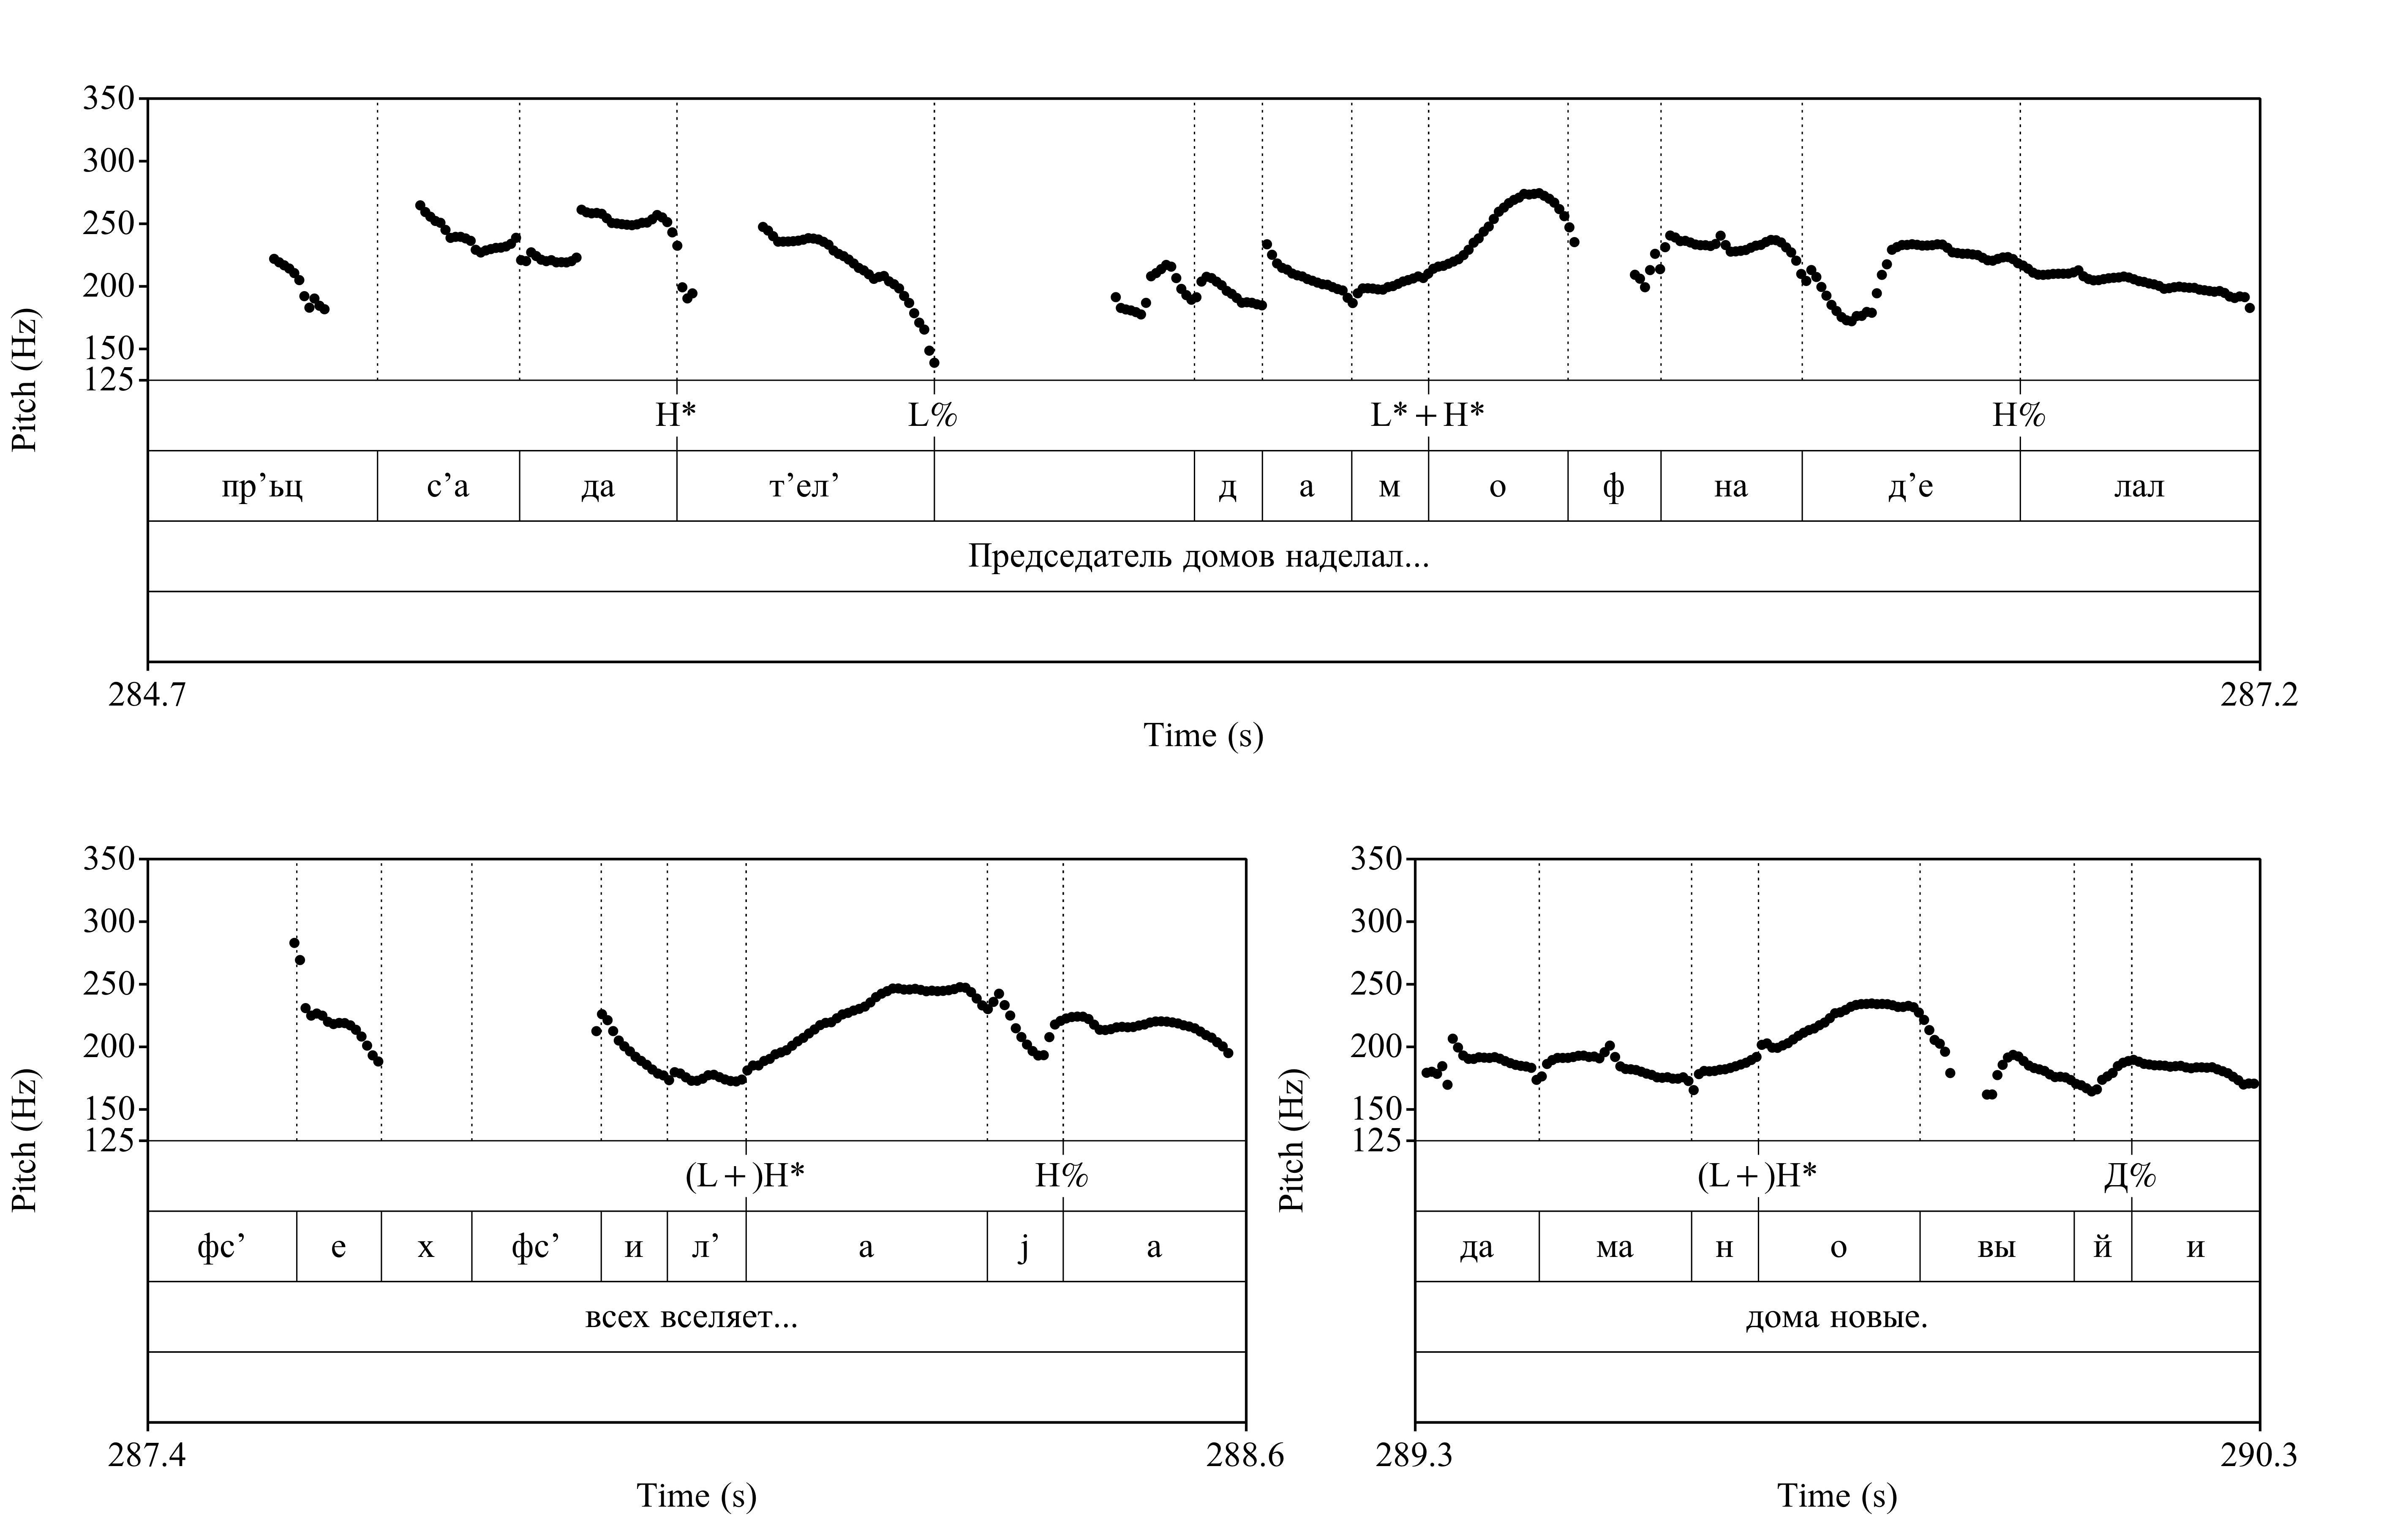 350
300
250
200
150
125
Pitch (Hz)
H* L% L* + H* H%
пр’ьц с’а да т’ел’ д а м о ф на д’е лал
Председатель домов наделал...
284.7 287.2
Time (s)
350
300
250
200
150
125
Pitch (Hz)
(L +)H* H%
фс’ е х фс’ и л’ а j а
всех вселяет...
287.4 288.6
Time (s)
350
300
250
200
150
125
Pitch (Hz)
(L +)H* Д%
да ма н о вы й и
дома новые.
289.3 290.3
Time (s)